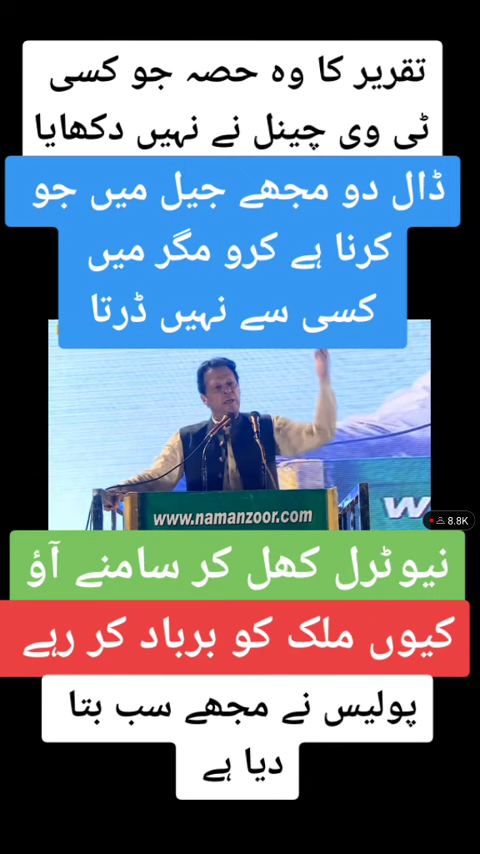 تقریر کا وہ حصہ جو کسی
ٹی وی چینل نے نہیں دکھایا
ڈال دو مجھے جیل میں جو
کرنا ہے کرو مگر میں
کسی سے نہیں ڈرتا
www.namanzoor.com
w
8.8K
نیوٹرل کھل کر سامنے آؤ
کیوں ملک کو برباد کر رہے
پولیس نے مجھے سب بتا
دیا ہے